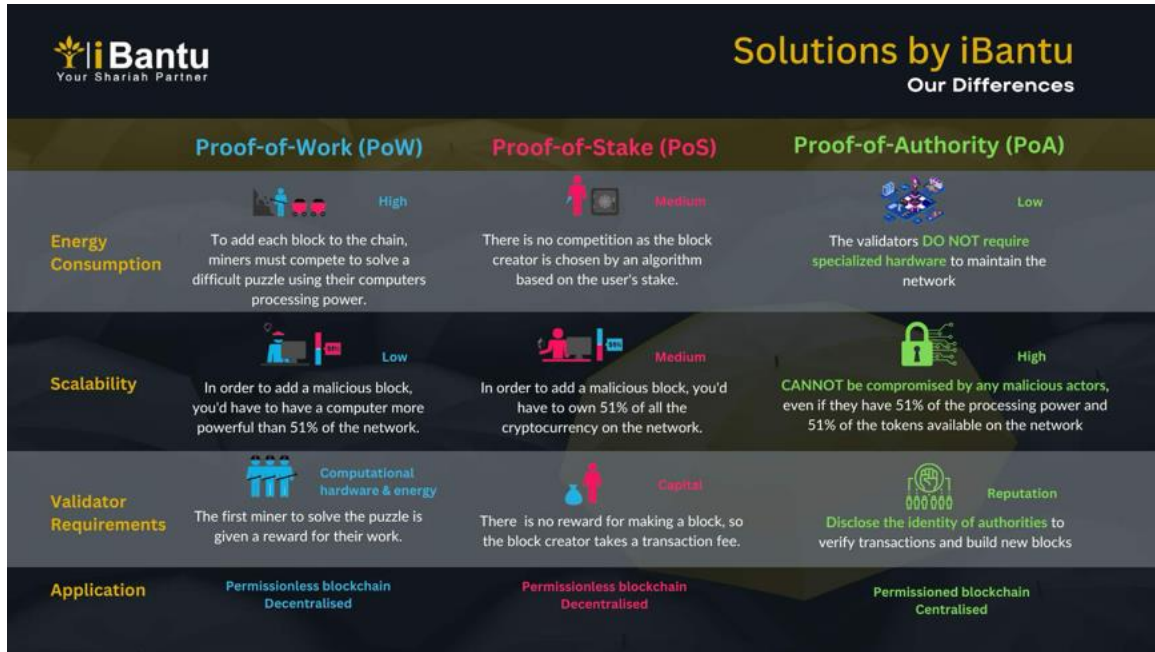 iBantu
Your Shariah Partner
Solutions by iBantu
Our Differences
Proof-of-Work (PoW)
Proof-of-Stake (PoS)
Proof-of-Authority (PoA)
Energy
Consumption
High
To add each block to the chain,
miners must compete to solve a
difficult puzzle using their computers
processing power.
Medium
There is no competition as the block
creator is chosen by an algorithm
based on the user's stake.
Low
The validators DO NOT require
specialized hardware to maintain the
network
Scalability
Low
In order to add a malicious block,
you'd have to have a computer more
powerful than 51% of the network.
Medium
In order to add a malicious block, you'd
have to own 51% of all the
cryptocurrency on the network.
High
CANNOT be compromised by any malicious actors,
even if they have 51% of the processing power and
51% of the tokens available on the network
Validator
Requirements
Computational
hardware & energy
The first miner to solve the puzzle is
given a reward for their work.
Capital
There is no reward for making a block, so
the block creator takes a transaction fee.
Reputation
Disclose the identity of authorities to
verify transactions and build new blocks
Application
Permissionless blockchain
Decentralised
Permissionless blockchain
Decentralised
Permissioned blockchain
Centralised